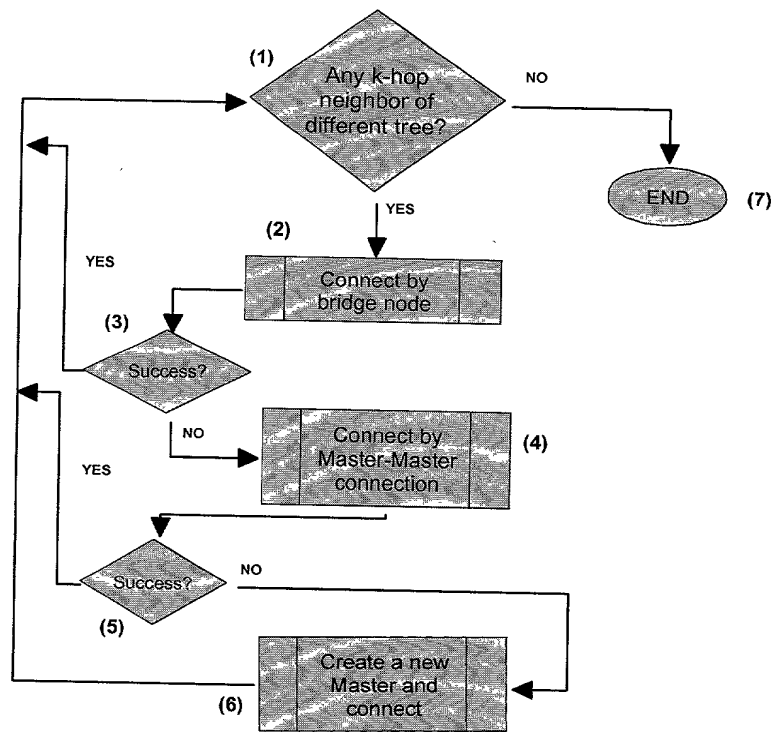 (1)
Any k-hop
neighbor of
different tree?
NO
END
(7)
YES
(2)
Connect by
bridge node
YES
(3)
Success?
NO
Connect by
Master-Master
connection
(4)
YES
Success?
NO
(5)
Create a new
Master and
connect
(6)